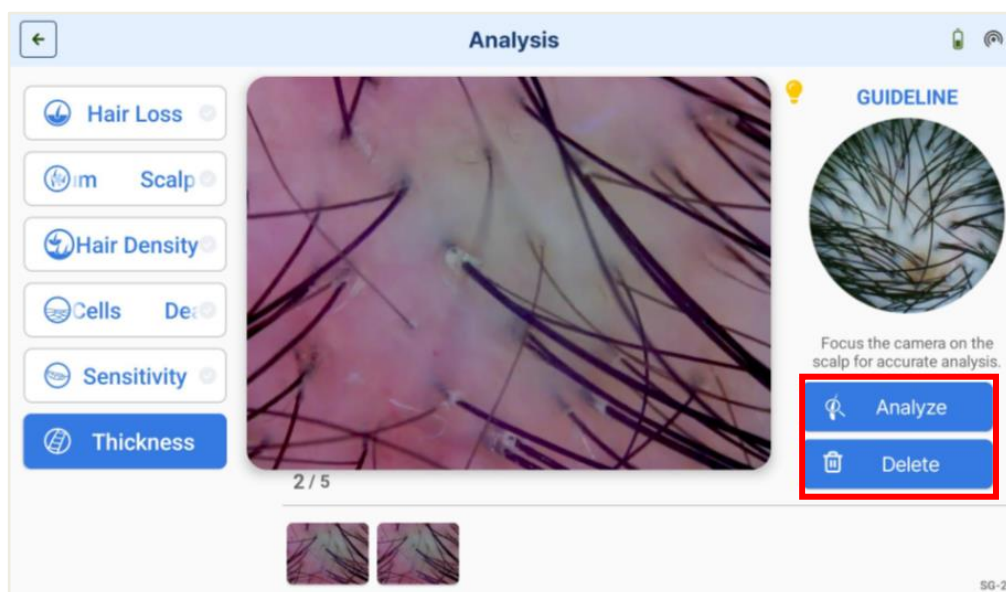 Analysis
Hair Loss
Scalp
Hair Density
Cells
Sensitivity
Thickness
2 / 5
GUIDELINE
Focus the camera on the
scalp for accurate analysis.
Analyze
Delete